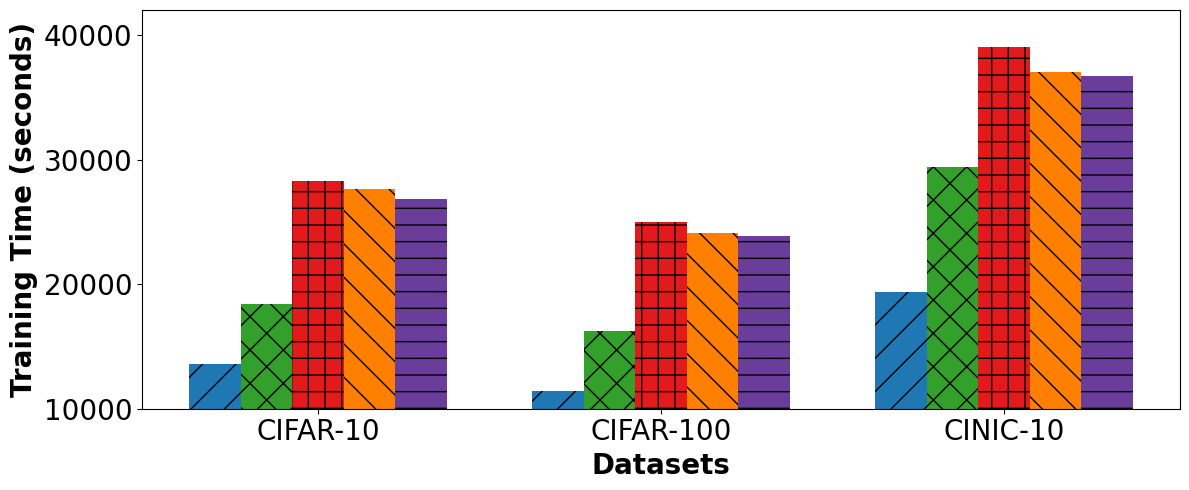 Training Time (seconds)
40000
30000
20000
10000
CIFAR-10
CIFAR-100
CINIC-10
Datasets